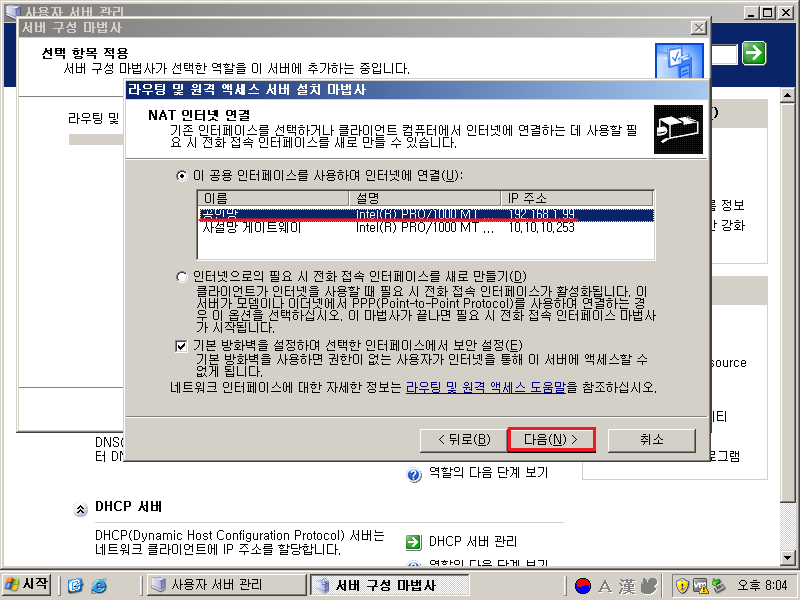 사용자 서버 관리
서버 구성 마법사
선택 항목 적용
서버 구성 마법사가 선택한 역할을 이 서버에 추가하는 중입니다.
라우팅 및
라우팅 및 원격 액세스 서버 설치 마법사
NAT 인터넷 연결
기존 인터페이스를 선택하거나 클라이언트 컴퓨터에서 인터넷에 연결하는 데 사용할 필
요 시 전화 접속 인터페이스를 새로 만들 수 있습니다.
이 공용 인터페이스를 사용하여 인터넷에 연결(U):
이름 설명 IP 주소
공인망 Intel(R) PRO/1000 MT ... 192.168.1.99
사설망 게이트웨이 Intel(R) PRO/1000 MT ... 10.10.10.253
인터넷으로의 필요 시 전화 접속 인터페이스를 새로 만들기(D)
클라이언트가 인터넷을 사용할 때 필요 시 전화 접속 인터페이스가 활성화됩니다. 이
서버가 모뎀이나 이더넷에서 PPP(Point-to-Point Protocol)를 사용하여 연결하는 경
우 이 옵션을 선택하십시오. 이 마법사가 끝나면 필요 시 전화 접속 인터페이스 마법사
가 시작됩니다.
기본 방화벽을 설정하여 선택한 인터페이스에서 보안 설정(E)
기본 방화벽을 사용하면 권한이 없는 사용자가 인터넷을 통해 이 서버에 액세스할 수
없게 됩니다.
네트워크 인터페이스에 대한 자세한 정보는 라우팅 및 원격 액세스 도움말을 참조하십시오.
< 뒤로(B) 다음(N) > 취소
를 정보
안 강화
source
티
로그램
DNS(
터 DN
역할의 다음 단계 보기
DHCP 서버
DHCP(Dynamic Host Configuration Protocol) 서버는
네트워크 클라이언트에 IP 주소를 할당합니다.
DHCP 서버 관리
역할의 다음 단계 보기
시작 사용자 서버 관리 서버 구성 마법사 A 漢 오후 8:04